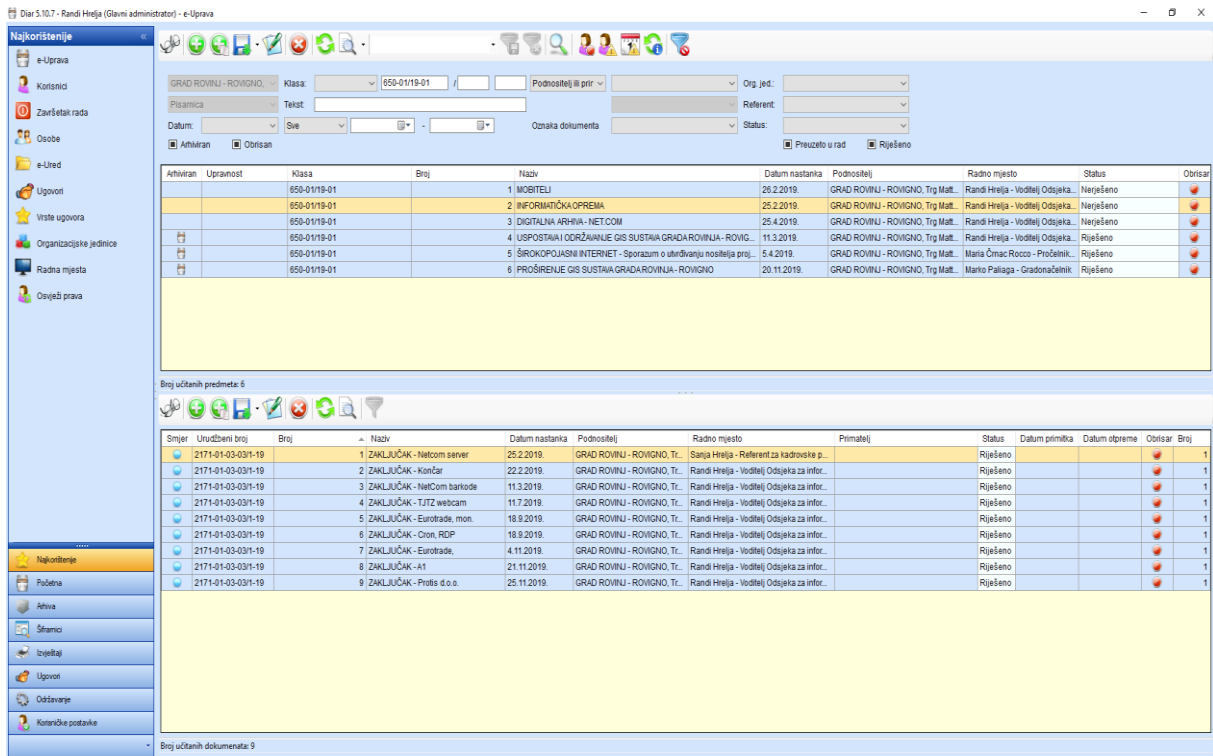 Diar 5.10.7 - Randi Hrelja (Glavni administrator) - e-Uprava
Najkorištenije
e-Uprava
Korisnici
Završetak rada
Osobe
e-Ured
Ugovori
Vrste ugovora
Organizacijske jedinice
Radna mjesta
Osvježi prava
GRAD ROVINJ - ROVIGNO, Klasa: 650-01/19-01 / Podnositelj ili prir Org. jed.:
Pisarnica Tekst: Referent:
Datum: Sve - Oznaka dokumenta Status:
Arhiviran Obrisan Preuzeto u rad Riješeno
Arhiviran Upravnost Klasa Broj Naziv Datum nastanka Podnositelj Radno mjesto Status Obrisan
650-01/19-01 1 MOBITELI 26.2.2019. GRAD ROVINJ - ROVIGNO, Trg Matt... Randi Hrelja - Voditelj Odsjeka... Nerješeno
650-01/19-01 2 INFORMATIČKA OPREMA 25.2.2019. GRAD ROVINJ - ROVIGNO, Trg Matt... Randi Hrelja - Voditelj Odsjeka... Nerješeno
650-01/19-01 3 DIGITALNA ARHIVA - NET.COM 25.4.2019. GRAD ROVINJ - ROVIGNO, Trg Matt... Randi Hrelja - Voditelj Odsjeka... Nerješeno
650-01/19-01 4 USPOSTAVA I ODRŽAVANJE GIS SUSTAVA GRADA ROVINJA - ROVIG... 11.3.2019. GRAD ROVINJ - ROVIGNO, Trg Matt... Randi Hrelja - Voditelj Odsjeka... Riješeno
650-01/19-01 5 ŠIROKOPOJASNI INTERNET - Sporazum o utvrđivanju nositelja proj... 5.4.2019. GRAD ROVINJ - ROVIGNO, Trg Matt... Maria Črnac Rocco - Pročelnik... Riješeno
650-01/19-01 6 PROŠIRENJE GIS SUSTAVA GRADA ROVINJA - ROVIGNO 20.11.2019. GRAD ROVINJ - ROVIGNO, Trg Matt... Marko Paliaga - Gradonačelnik Riješeno
Broj učitanih predmeta: 6
Smjer Urudžbeni broj Broj Naziv Datum nastanka Podnositelj Radno mjesto Primatelj Status Datum primitka Datum otpreme Obrisan Broj
2171-01-03-03/1-19 1 ZAKLJUČAK - Netcom server 25.2.2019. GRAD ROVINJ - ROVIGNO, Tr... Sanja Hrelja - Referent za kadrovske p... Riješeno 1
2171-01-03-03/1-19 2 ZAKLJUČAK - Končar 22.2.2019. GRAD ROVINJ - ROVIGNO, Tr... Randi Hrelja - Voditelj Odsjeka za infor... Riješeno 1
2171-01-03-03/1-19 3 ZAKLJUČAK - NetCom barkode 11.3.2019. GRAD ROVINJ - ROVIGNO, Tr... Randi Hrelja - Voditelj Odsjeka za infor... Riješeno 1
2171-01-03-03/1-19 4 ZAKLJUČAK - TJTZ webcam 11.7.2019. GRAD ROVINJ - ROVIGNO, Tr... Randi Hrelja - Voditelj Odsjeka za infor... Riješeno 1
2171-01-03-03/1-19 5 ZAKLJUČAK - Eurotrade, mon. 18.9.2019. GRAD ROVINJ - ROVIGNO, Tr... Randi Hrelja - Voditelj Odsjeka za infor... Riješeno 1
2171-01-03-03/1-19 6 ZAKLJUČAK - Cron, RDP 18.9.2019. GRAD ROVINJ - ROVIGNO, Tr... Randi Hrelja - Voditelj Odsjeka za infor... Riješeno 1
2171-01-03-03/1-19 7 ZAKLJUČAK - Eurotrade, 4.11.2019. GRAD ROVINJ - ROVIGNO, Tr... Randi Hrelja - Voditelj Odsjeka za infor... Riješeno 1
2171-01-03-03/1-19 8 ZAKLJUČAK - A1 21.11.2019. GRAD ROVINJ - ROVIGNO, Tr... Randi Hrelja - Voditelj Odsjeka za infor... Riješeno 1
2171-01-03-03/1-19 9 ZAKLJUČAK - Protis d.o.o. 25.11.2019. GRAD ROVINJ - ROVIGNO, Tr... Randi Hrelja - Voditelj Odsjeka za infor... Riješeno 1
Najkorištenije
Početna
Arhiva
Šifarnici
Izvještaji
Ugovori
Održavanje
Korisničke postavke
Broj učitanih dokumenata: 9